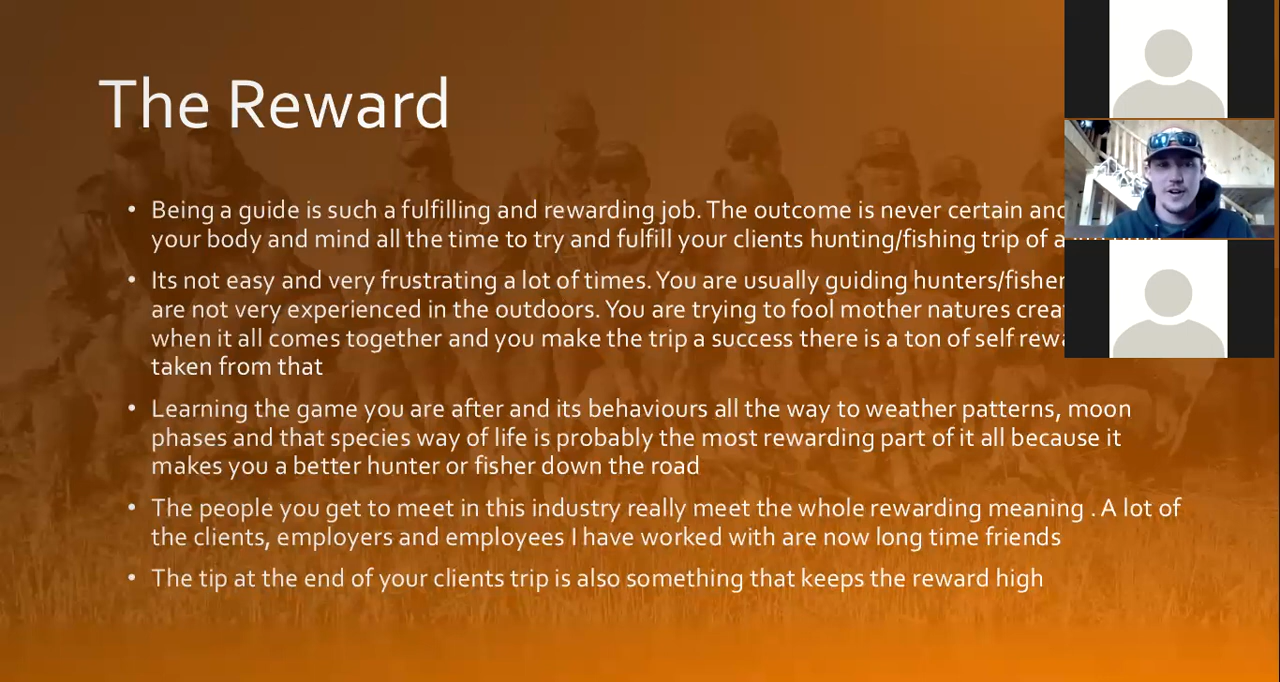 The Reward
• Being a guide is such a fulfilling and rewarding job. The outcome is never certain and
your body and mind all the time to try and fulfill your clients hunting/fishing trip of a
• Its not easy and very frustrating a lot of times. You are usually guiding
are not very experienced in the outdoors. You are trying to fool mother natures
when it all comes together and you make the trip a success there is a ton of self
taken from that
• Learning the game you are after and its behaviours all the way to weather patterns, moon
phases and that species way of life is probably the most rewarding part of it all because it
makes you a better hunter or fisher down the road
• The people you get to meet in this industry really meet the whole rewarding meaning . A lot of
the clients, employers and employees I have worked with are now long time friends
• The tip at the end of your clients trip is also something that keeps the reward high